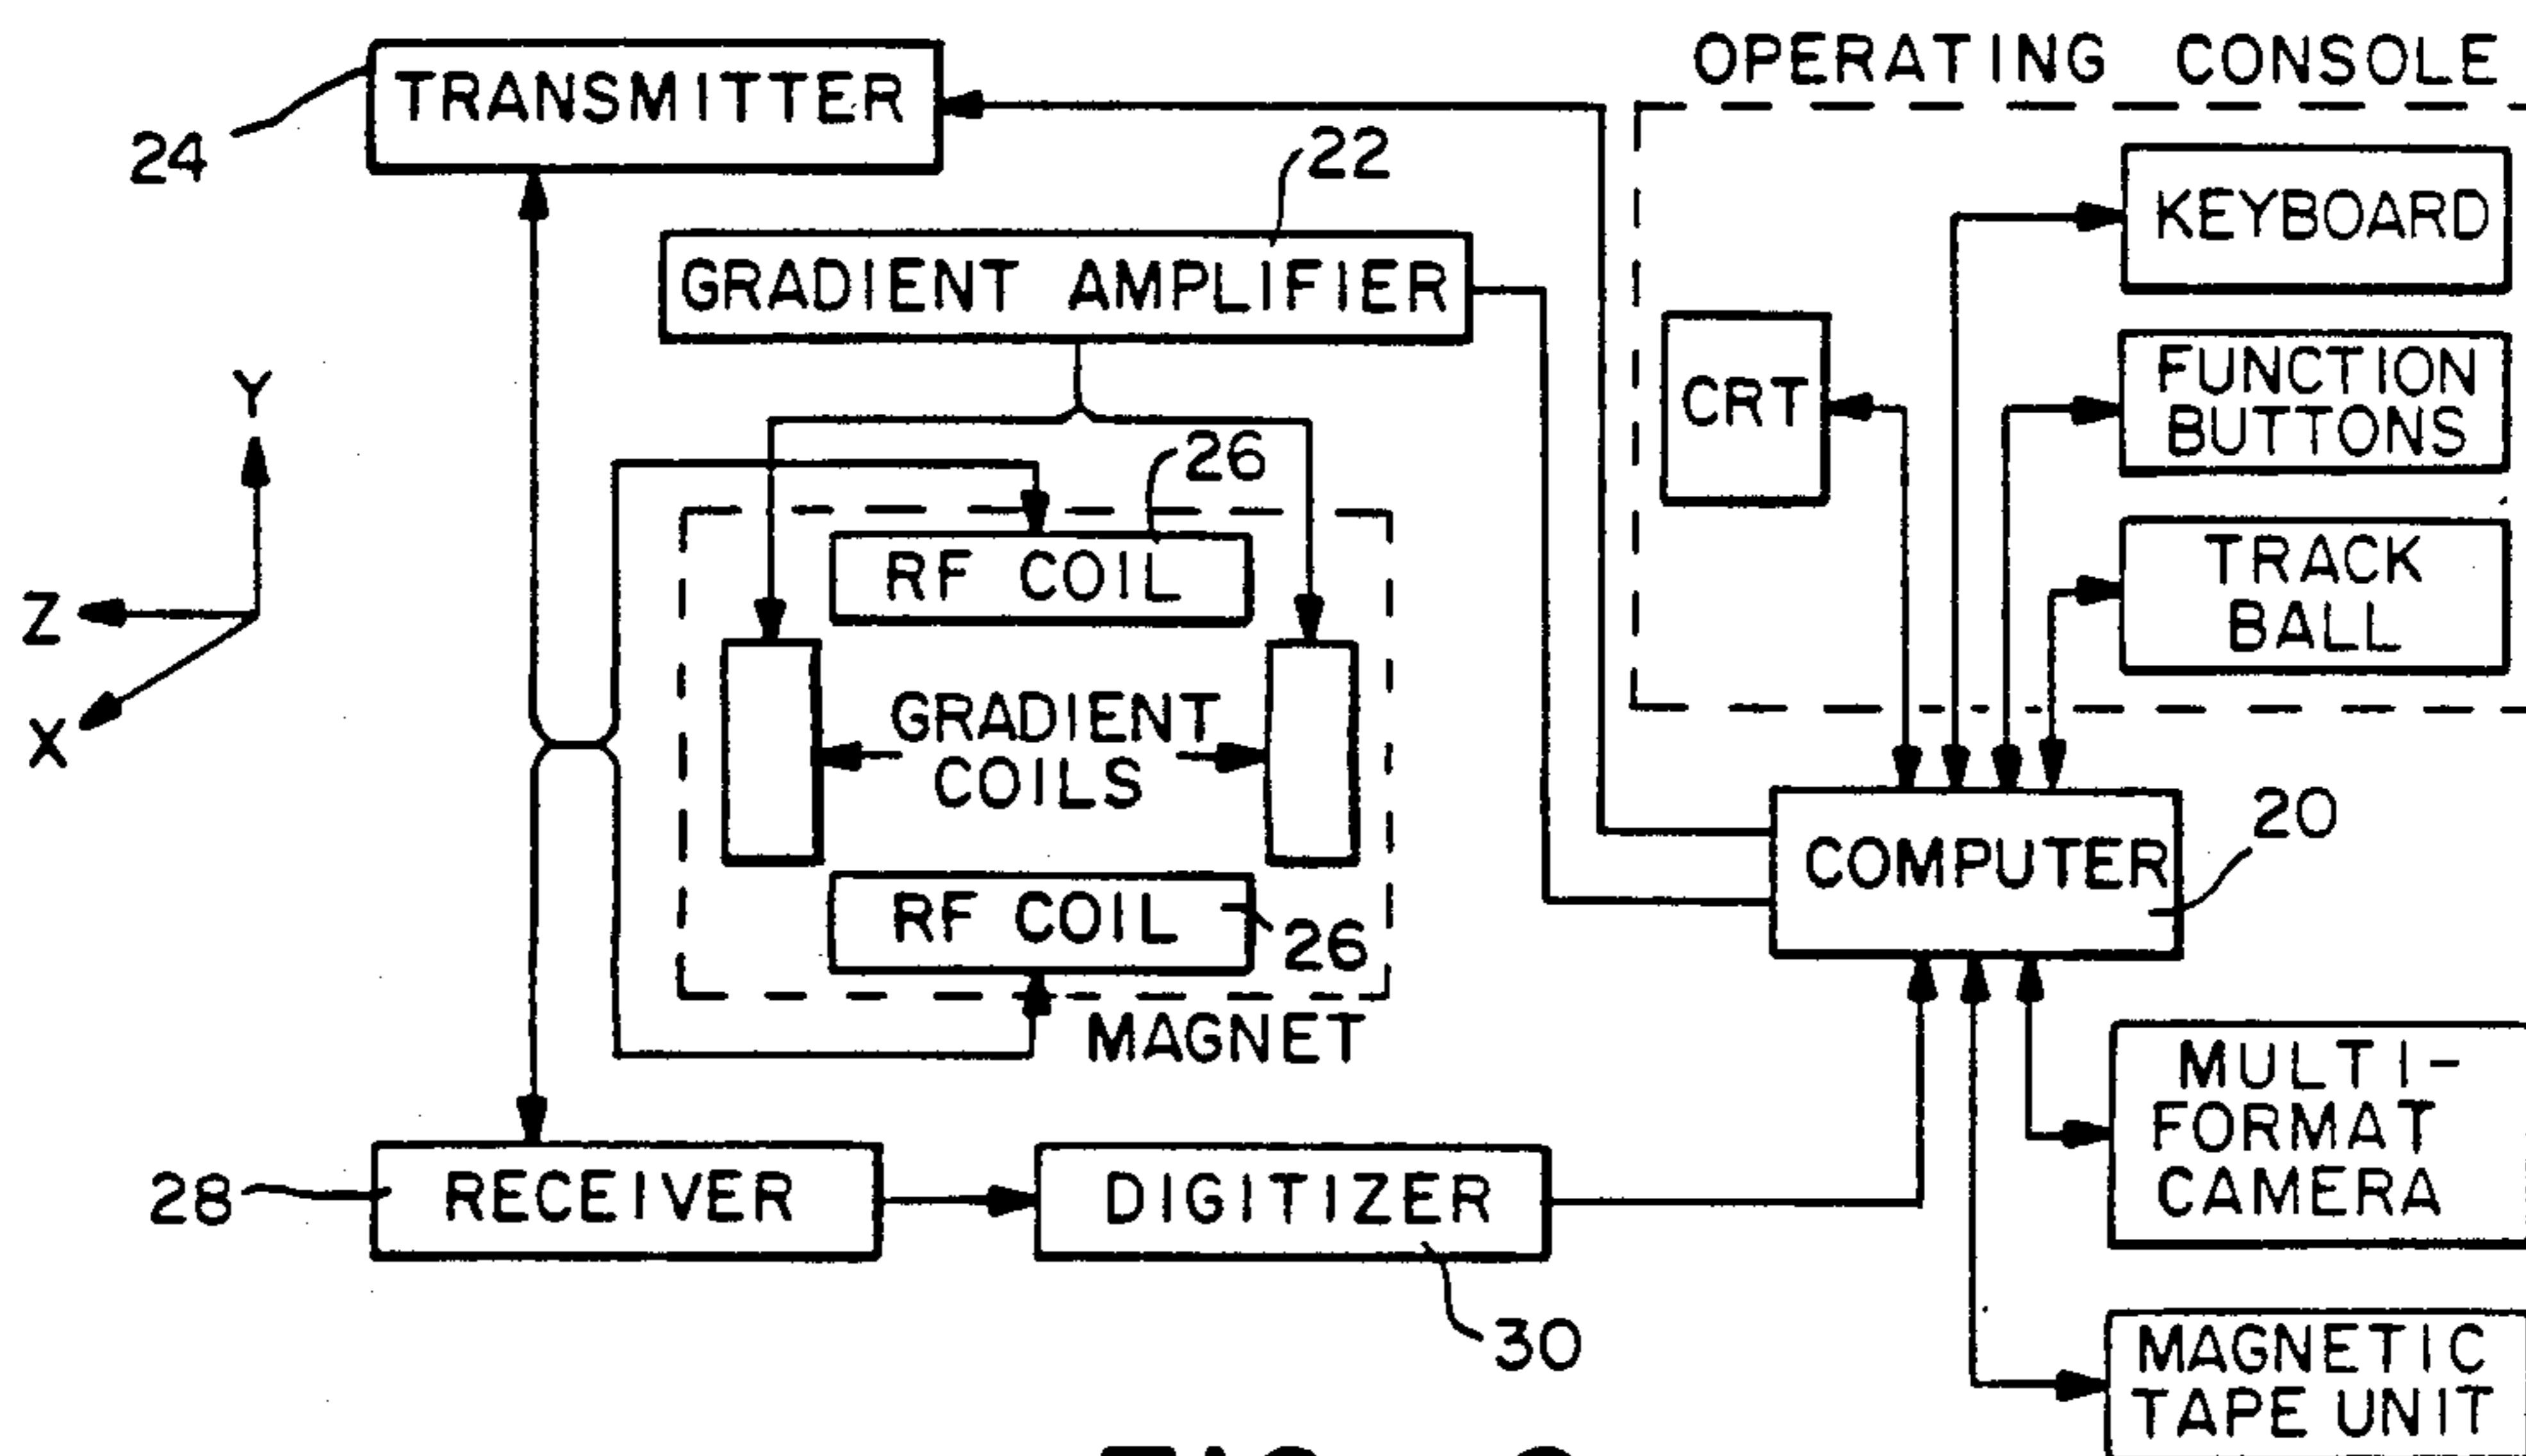 OPERATING CONSOLE
TRANSMITTER
24
22
KEYBOARD
GRADIENT AMPLIFIER
FUNCTION
BUTTONS
CRT
Y
26
RF COIL
TRACK
BALL
Z
X
GRADIENT
COILS
20
COMPUTER
RF COIL
26
MAGNET
MULTI-
FORMAT
CAMERA
28
RECEIVER
DIGITIZER
30
MAGNETIC
TAPE UNIT